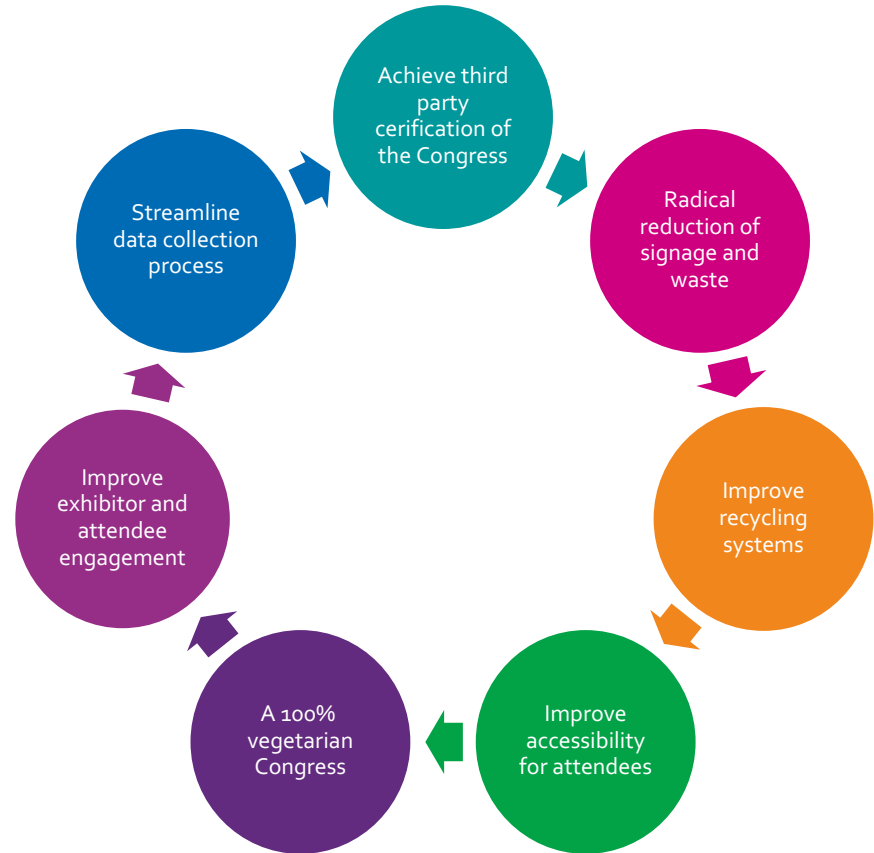 Achieve third
party
cerification of
the Congress
Radical
reduction of
signage and
waste
Improve
recycling
systems
Improve
accessibility
for attendees
A 100%
vegetarian
Congress
Improve
exhibitor and
attendee
engagement
Streamline
data collection
process